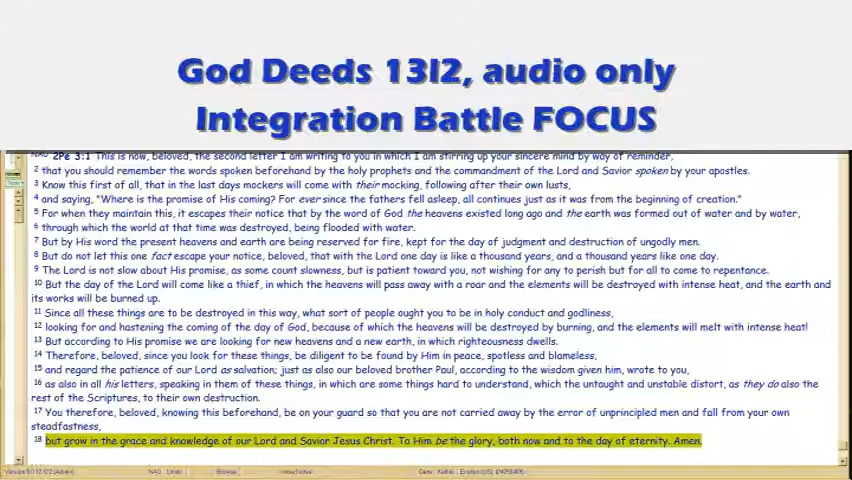 God Deeds 13I2, audio only
Integration Battle FOCUS
NAU 2Pe 3:1 This is now, beloved, the second letter I am writing to you in which I am stirring up your sincere mind by way of reminder,
2 that you should remember the words spoken beforehand by the holy prophets and the commandment of the Lord and Savior spoken by your apostles.
3 Know this first of all, that in the last days mockers will come with their mocking, following after their own lusts,
4 and saying, "Where is the promise of His coming? For ever since the fathers fell asleep, all continues just as it was from the beginning of creation."
5 For when they maintain this, it escapes their notice that by the word of God the heavens existed long ago and the earth was formed out of water and by water,
6 through which the world at that time was destroyed, being flooded with water.
7 But by His word the present heavens and earth are being reserved for fire, kept for the day of judgment and destruction of ungodly men.
8 But do not let this one fact escape your notice, beloved, that with the Lord one day is like a thousand years, and a thousand years like one day.
9 The Lord is not slow about His promise, as some count slowness, but is patient toward you, not wishing for any to perish but for all to come to repentance.
10 But the day of the Lord will come like a thief, in which the heavens will pass away with a roar and the elements will be destroyed with intense heat, and the earth and
its works will be burned up.
11 Since all these things are to be destroyed in this way, what sort of people ought you to be in holy conduct and godliness,
12 looking for and hastening the coming of the day of God, because of which the heavens will be destroyed by burning, and the elements will melt with intense heat!
13 But according to His promise we are looking for new heavens and a new earth, in which righteousness dwells.
14 Therefore, beloved, since you look for these things, be diligent to be found by Him in peace, spotless and blameless,
15 and regard the patience of our Lord as salvation; just as also our beloved brother Paul, according to the wisdom given him, wrote to you,
16 as also in all his letters, speaking in them of these things, in which are some things hard to understand, which the untaught and unstable distort, as they do also the
rest of the Scriptures, to their own destruction.
17 You therefore, beloved, knowing this beforehand, be on your guard so that you are not carried away by the error of unprincipled men and fall from your own
steadfastness,
18 but grow in the grace and knowledge of our Lord and Savior Jesus Christ. To Him be the glory, both now and to the day of eternity. Amen.